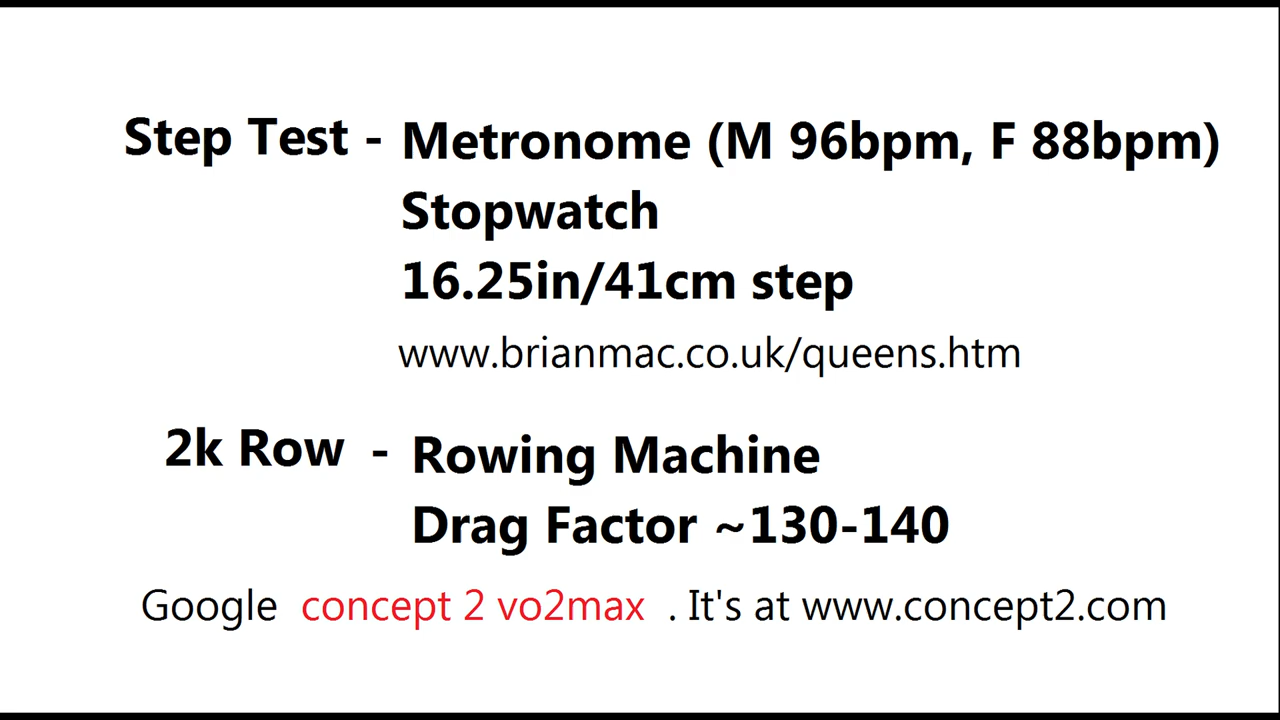 Step Test - Metronome (M 96bpm, F 88bpm)
Stopwatch
16.25in/41cm step
www.brianmac.co.uk/queens.htm
2k Row - Rowing Machine
Drag Factor ~130-140
Google concept 2 vo2max . It's at www.concept2.com